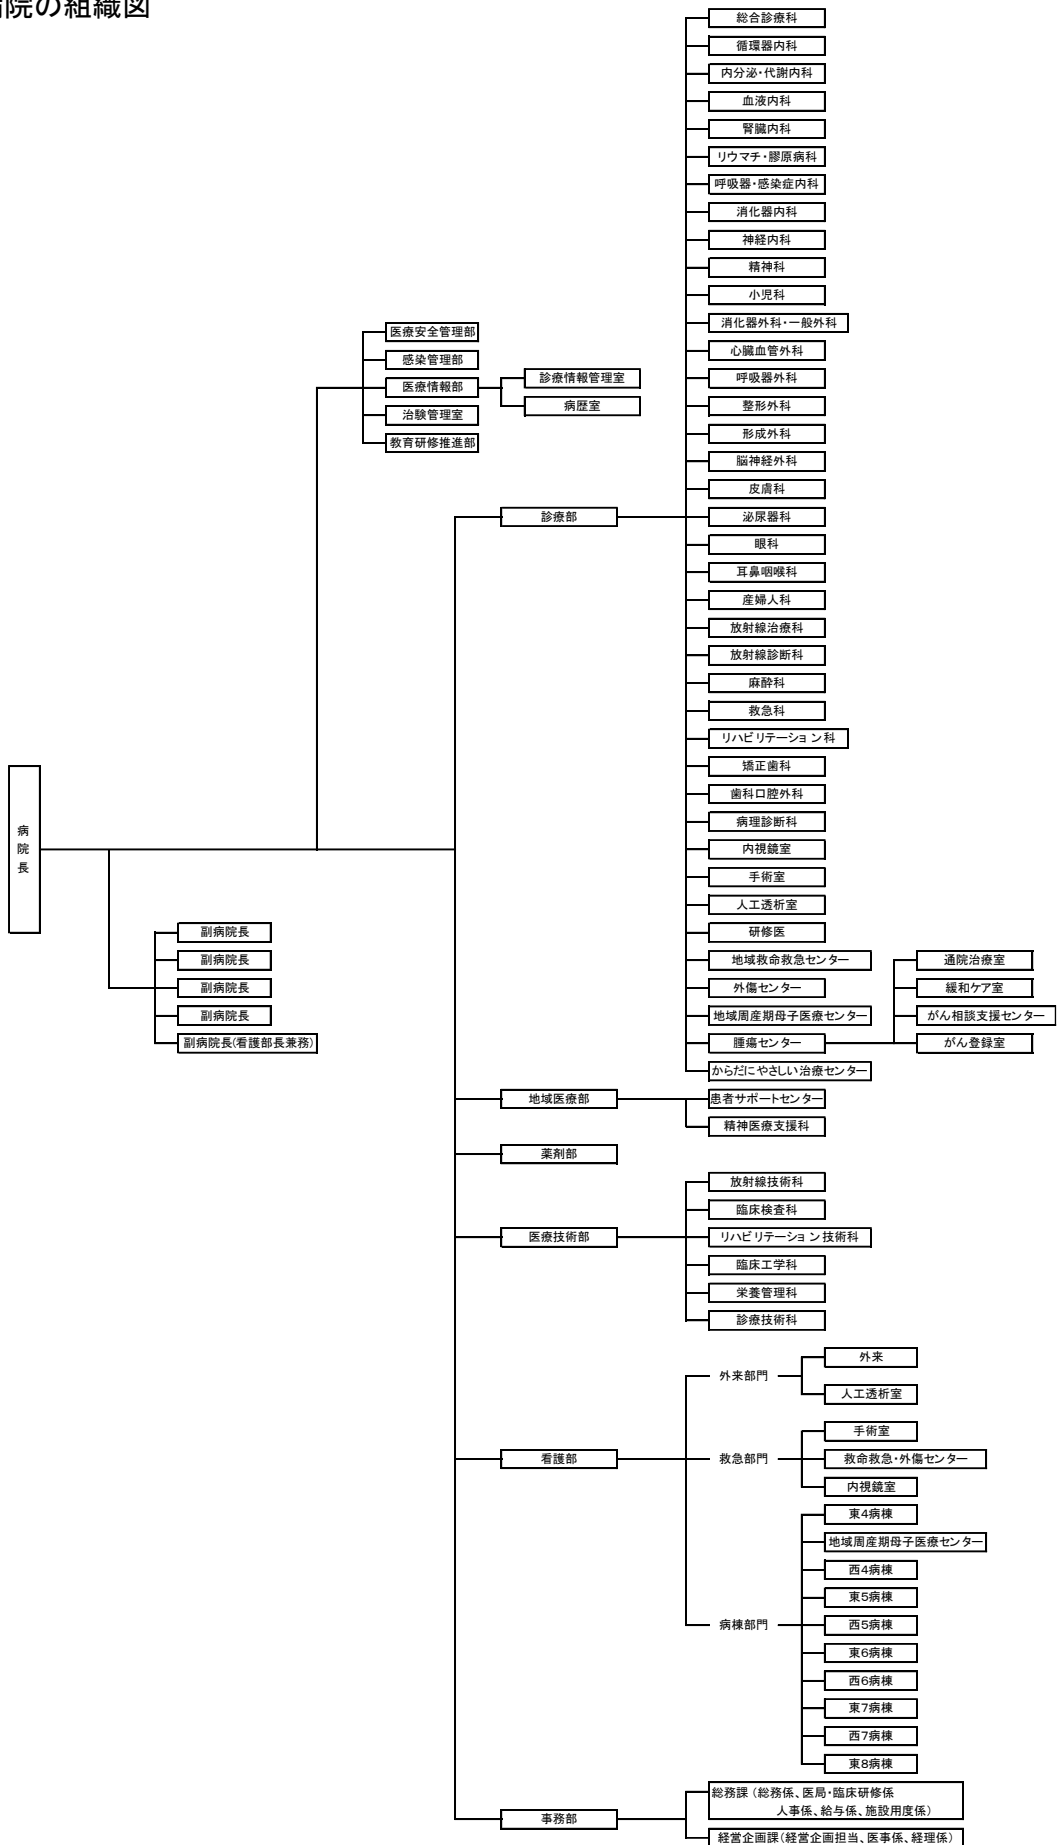 病院の組織図
総合診療科
循環器内科
内分泌・代謝内科
血液内科
腎臓内科
リウマチ・膠原病科
呼吸器・感染症内科
消化器内科
神経内科
精神科
小児科
消化器外科・一般外科
心臓血管外科
呼吸器外科
整形外科
形成外科
脳神経外科
皮膚科
泌尿器科
眼科
耳鼻咽喉科
産婦人科
放射線治療科
放射線診断科
麻酔科
救急科
リハビリテーション科
矯正歯科
歯科口腔外科
病理診断科
内視鏡室
手術室
人工透析室
研修医
地域救命救急センター
外傷センター
地域周産期母子医療センター
腫瘍センター
からだにやさしい治療センター
通院治療室
緩和ケア室
がん相談支援センター
がん登録室
医療安全管理部
感染管理部
医療情報部
治験管理室
教育研修推進部
診療情報管理室
病歴室
診療部
病院長
副病院長
副病院長
副病院長
副病院長
副病院長(看護部長兼務)
地域医療部
患者サポートセンター
精神医療支援科
薬剤部
医療技術部
放射線技術科
臨床検査科
リハビリテーション技術科
臨床工学科
栄養管理科
診療技術科
看護部
外来部門
外来
人工透析室
救急部門
手術室
救命救急・外傷センター
内視鏡室
病棟部門
東4病棟
地域周産期母子医療センター
西4病棟
東5病棟
西5病棟
東6病棟
西6病棟
東7病棟
西7病棟
東8病棟
事務部
総務課(総務係、医局・臨床研修係
人事係、給与係、施設用度係)
経営企画課(経営企画担当、医事係、経理係)